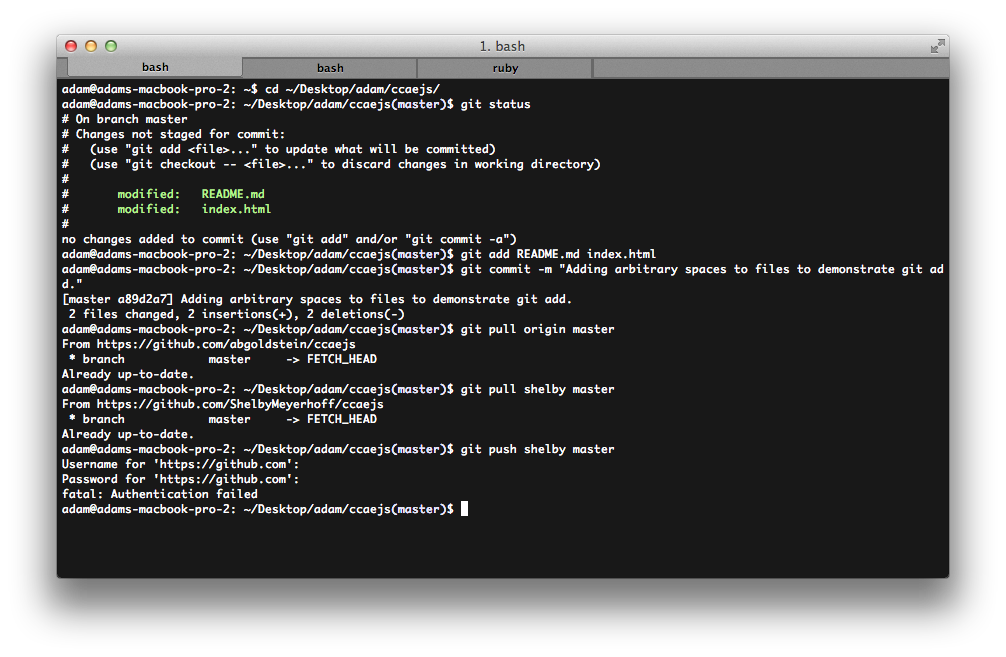 1. bash
bash bash ruby
adam@adams-macbook-pro-2: ~$ cd ~/Desktop/adam/ccaejs/
adam@adams-macbook-pro-2: ~/Desktop/adam/ccaejs(master)$ git status
# On branch master
# Changes not staged for commit:
#   (use "git add <file>..." to update what will be committed)
#   (use "git checkout -- <file>..." to discard changes in working directory)
#
#       modified:   README.md
#       modified:   index.html
#
no changes added to commit (use "git add" and/or "git commit -a")
adam@adams-macbook-pro-2: ~/Desktop/adam/ccaejs(master)$ git add README.md index.html
adam@adams-macbook-pro-2: ~/Desktop/adam/ccaejs(master)$ git commit -m "Adding arbitrary spaces to files to demonstrate git ad
d."
[master a89d2a7] Adding arbitrary spaces to files to demonstrate git add.
 2 files changed, 2 insertions(+), 2 deletions(-)
adam@adams-macbook-pro-2: ~/Desktop/adam/ccaejs(master)$ git pull origin master
From https://github.com/abgoldstein/ccaejs
 * branch            master     -> FETCH_HEAD
Already up-to-date.
adam@adams-macbook-pro-2: ~/Desktop/adam/ccaejs(master)$ git pull shelby master
From https://github.com/ShelbyMeyerhoff/ccaejs
 * branch            master     -> FETCH_HEAD
Already up-to-date.
adam@adams-macbook-pro-2: ~/Desktop/adam/ccaejs(master)$ git push shelby master
Username for 'https://github.com':
Password for 'https://github.com':
fatal: Authentication failed
adam@adams-macbook-pro-2: ~/Desktop/adam/ccaejs(master)$